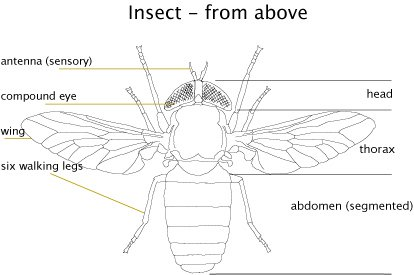 Insect – from above
antenna (sensory)
compound eye
wing
six walking legs
head
thorax
abdomen (segmented)